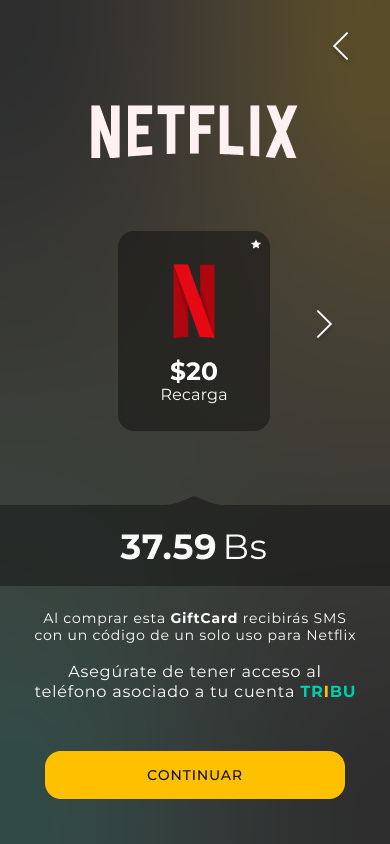 NETFLIX
N
$20
Recarga
37.59 Bs
Al comprar esta GiftCard recibirás SMS
con un código de un solo uso para Netflix
Asegúrate de tener acceso al
teléfono asociado a tu cuenta TRIBU
CONTINUAR